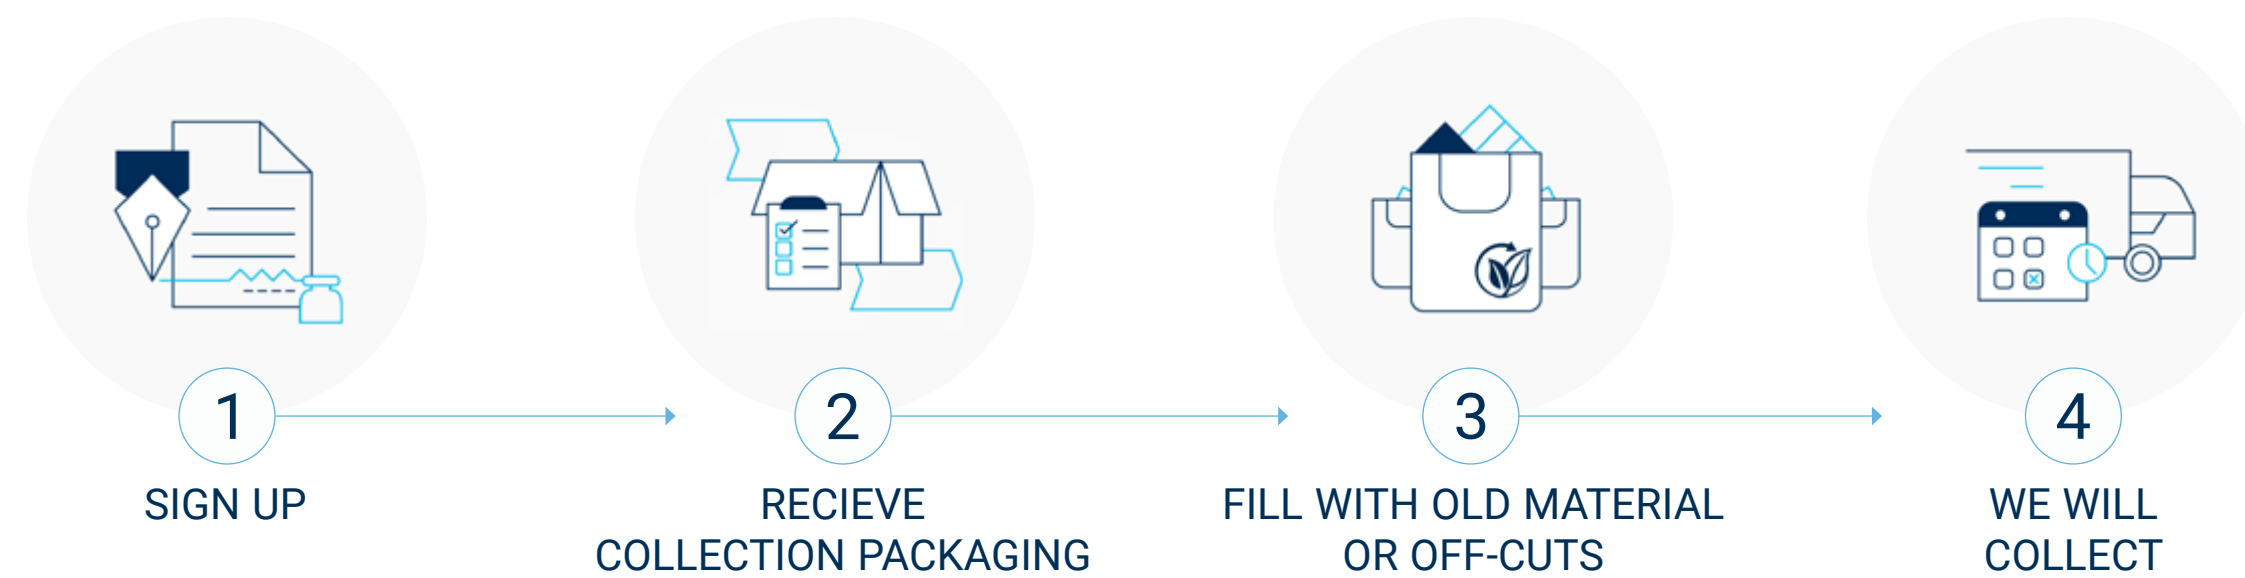 1
SIGN UP
2
RECIEVE
COLLECTION PACKAGING
3
FILL WITH OLD MATERIAL
OR OFF-CUTS
4
WE WILL
COLLECT